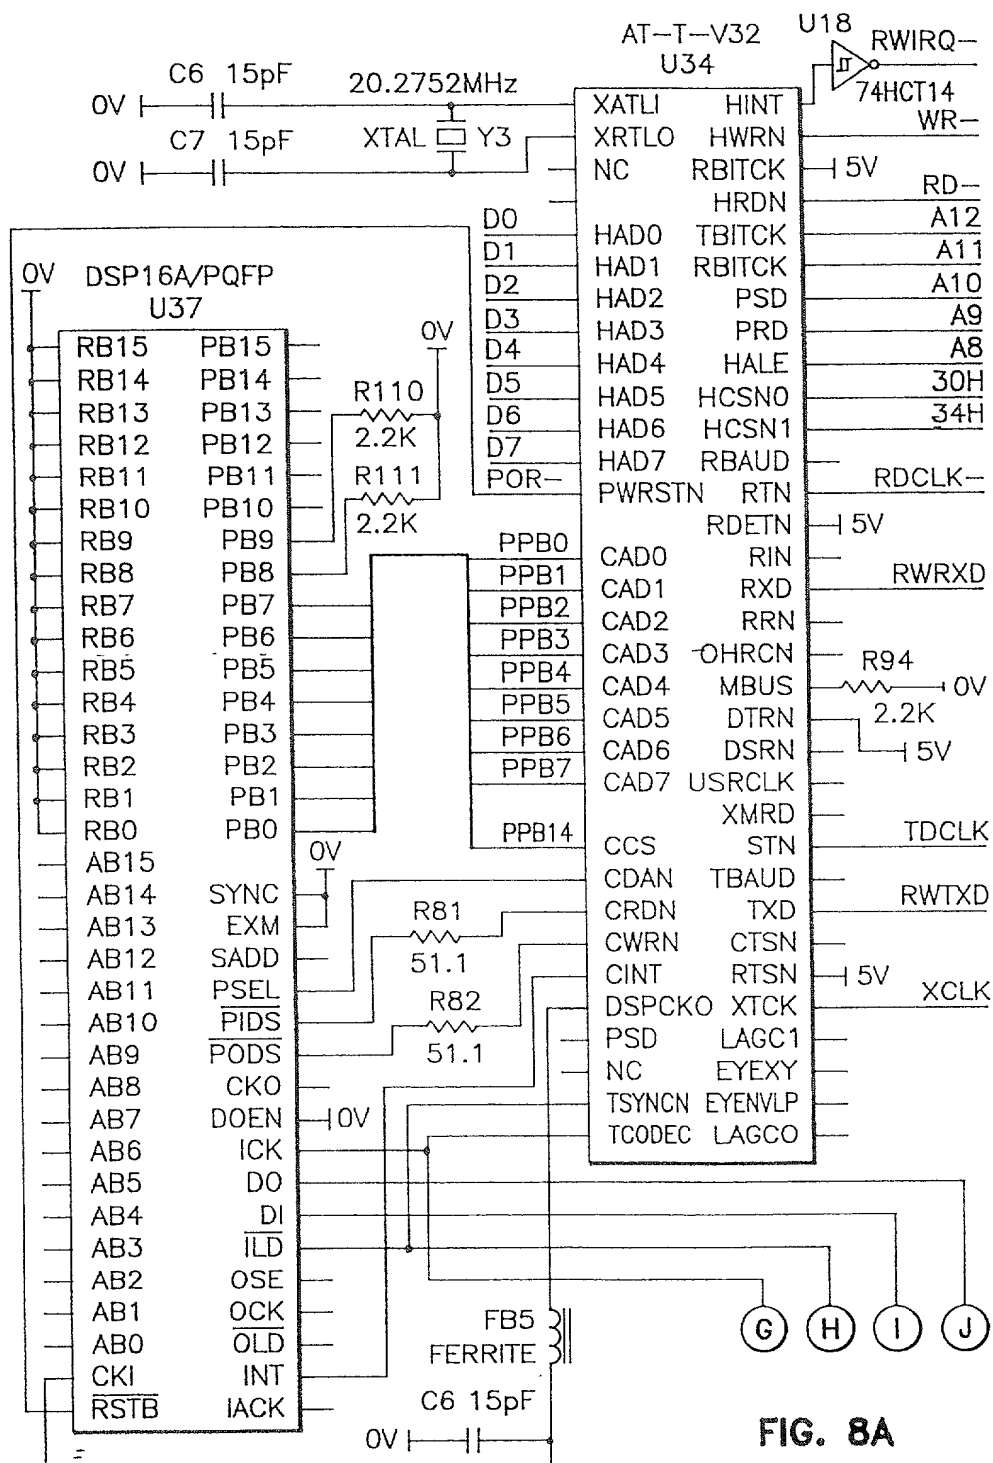 AT-T-V32
U34
U18
RWIRQ-
74HCT14
C6 15pF
20.2752MHz
0V
XTAL
Y3
C7 15pF
0V
XATLI HINT
XRTLO HWRN WR-
NC RBITCK 5V
HRDN RD-
D0 HAD0 TBITCK A12
D1 HAD1 RBITCK A11
D2 HAD2 PSD A10
D3 HAD3 PRD A9
D4 HAD4 HALE A8
D5 HAD5 HCSN0 30H
D6 HAD6 HCSN1 34H
D7 HAD7 RBAUD
POR- PWRSTN RTN RDCLK-
RDETN 5V
PPB0 CAD0 RIN
PPB1 CAD1 RXD RWRXD
PPB2 CAD2 RRN
PPB3 CAD3 OHRCN
PPB4 CAD4 MBUS R94 2.2K 0V
PPB5 CAD5 DTRN
PPB6 CAD6 DSRN 5V
PPB7 CAD7 USRCLK
XMRD
PPB14 CCS STN TDCLK
CDAN TBAUD
CRDN TXD RWTXD
CWRN CTSN
CINT RTSN 5V
DSPCKO XTCK XCLK
PSD LAGC1
NC EYEXY
TSYNCN EYENVLP
TCODEC LAGCO
0V
DSP16A/PQFP
U37
0V
RB15 PB15
RB14 PB14
RB13 PB13
RB12 PB12
RB11 PB11
RB10 PB10
RB9 PB9
RB8 PB8
RB7 PB7
RB6 PB6
RB5 PB5
RB4 PB4
RB3 PB3
RB2 PB2
RB1 PB1
RB0 PB0
AB15
AB14 SYNC
AB13 EXM
AB12 SADD
AB11 PSEL
AB10 PIDS
AB9 PODS
AB8 CKO
AB7 DOEN 0V
AB6 ICK
AB5 DO
AB4 DI
AB3 ILD
AB2 OSE
AB1 OCK
AB0 OLD
CKI INT
RSTB IACK
R110
2.2K
R111
2.2K
0V
R81
51.1
R82
51.1
FB5
FERRITE
C6 15pF
0V
G H I J
FIG. 8A